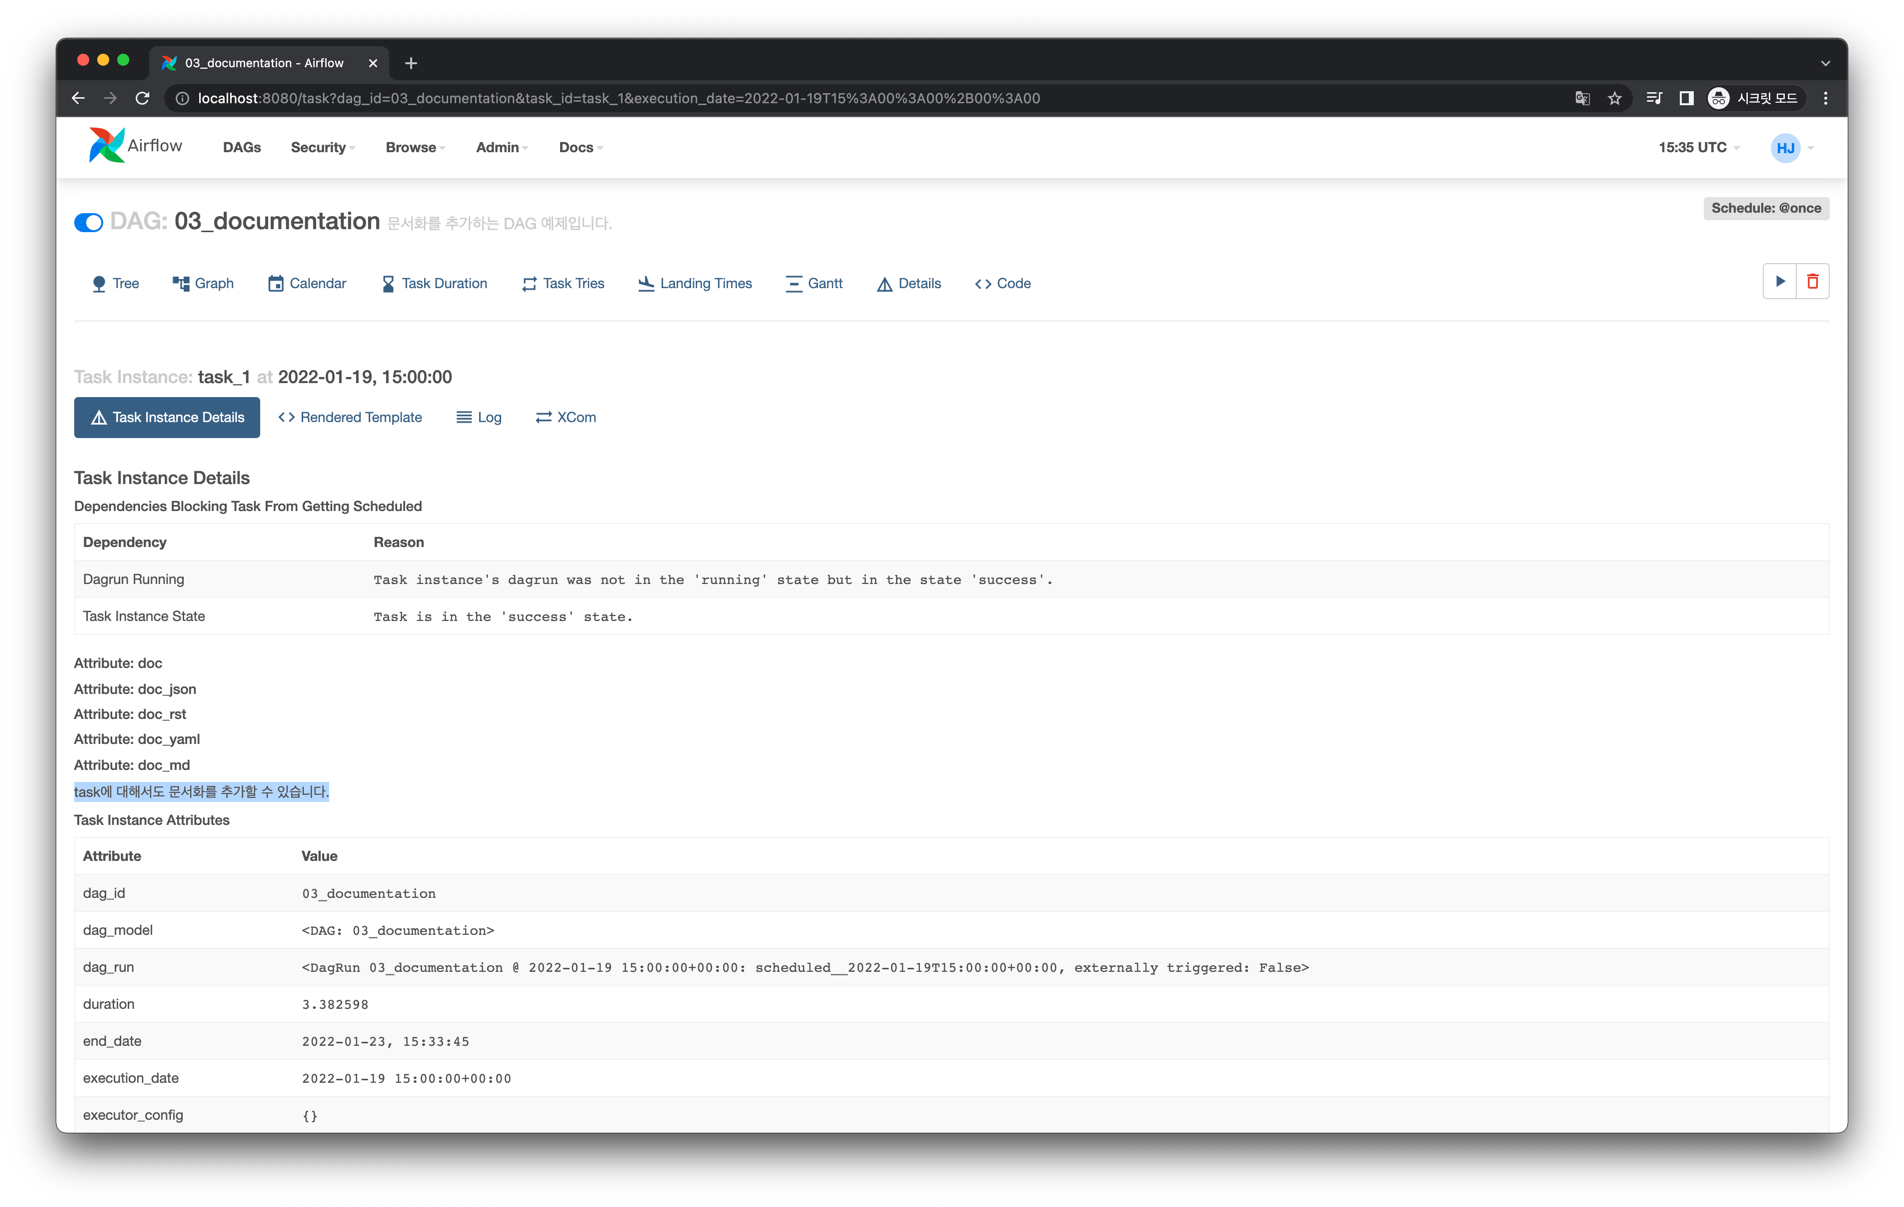 03_documentation - Airflow
localhost:8080/task?dag_id=03_documentation&task_id=task_1&execution_date=2022-01-19T15%3A00%3A00%2B00%3A00
시크릿 모드
Airflow DAGs Security Browse Admin Docs 15:35 UTC HJ
DAG: 03_documentation 문서화를 추가하는 DAG 예제입니다. Schedule: @once
Tree Graph Calendar Task Duration Task Tries Landing Times Gantt Details Code
Task Instance: task_1 at 2022-01-19, 15:00:00
Task Instance Details Rendered Template Log XCom
Task Instance Details
Dependencies Blocking Task From Getting Scheduled
Dependency Reason
Dagrun Running Task instance's dagrun was not in the 'running' state but in the state 'success'.
Task Instance State Task is in the 'success' state.
Attribute: doc
Attribute: doc_json
Attribute: doc_rst
Attribute: doc_yaml
Attribute: doc_md
task에 대해서도 문서화를 추가할 수 있습니다.
Task Instance Attributes
Attribute Value
dag_id 03_documentation
dag_model <DAG: 03_documentation>
dag_run <DagRun 03_documentation @ 2022-01-19 15:00:00+00:00: scheduled__2022-01-19T15:00:00+00:00, externally triggered: False>
duration 3.382598
end_date 2022-01-23, 15:33:45
execution_date 2022-01-19 15:00:00+00:00
executor_config {}